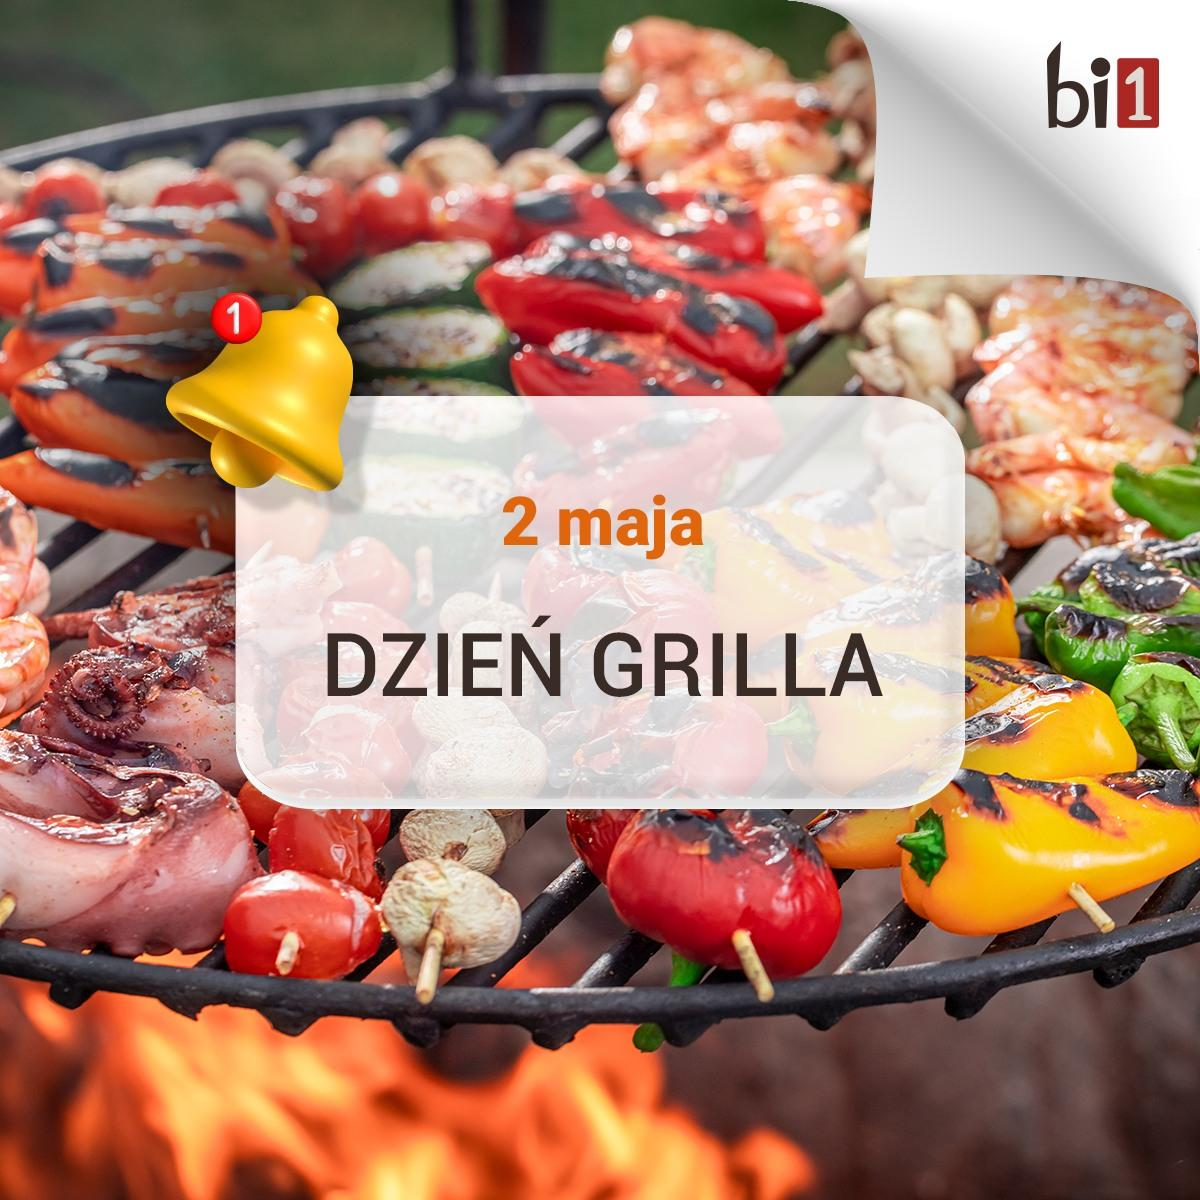 bi1
1
2 maja
DZIEŃ GRILLA